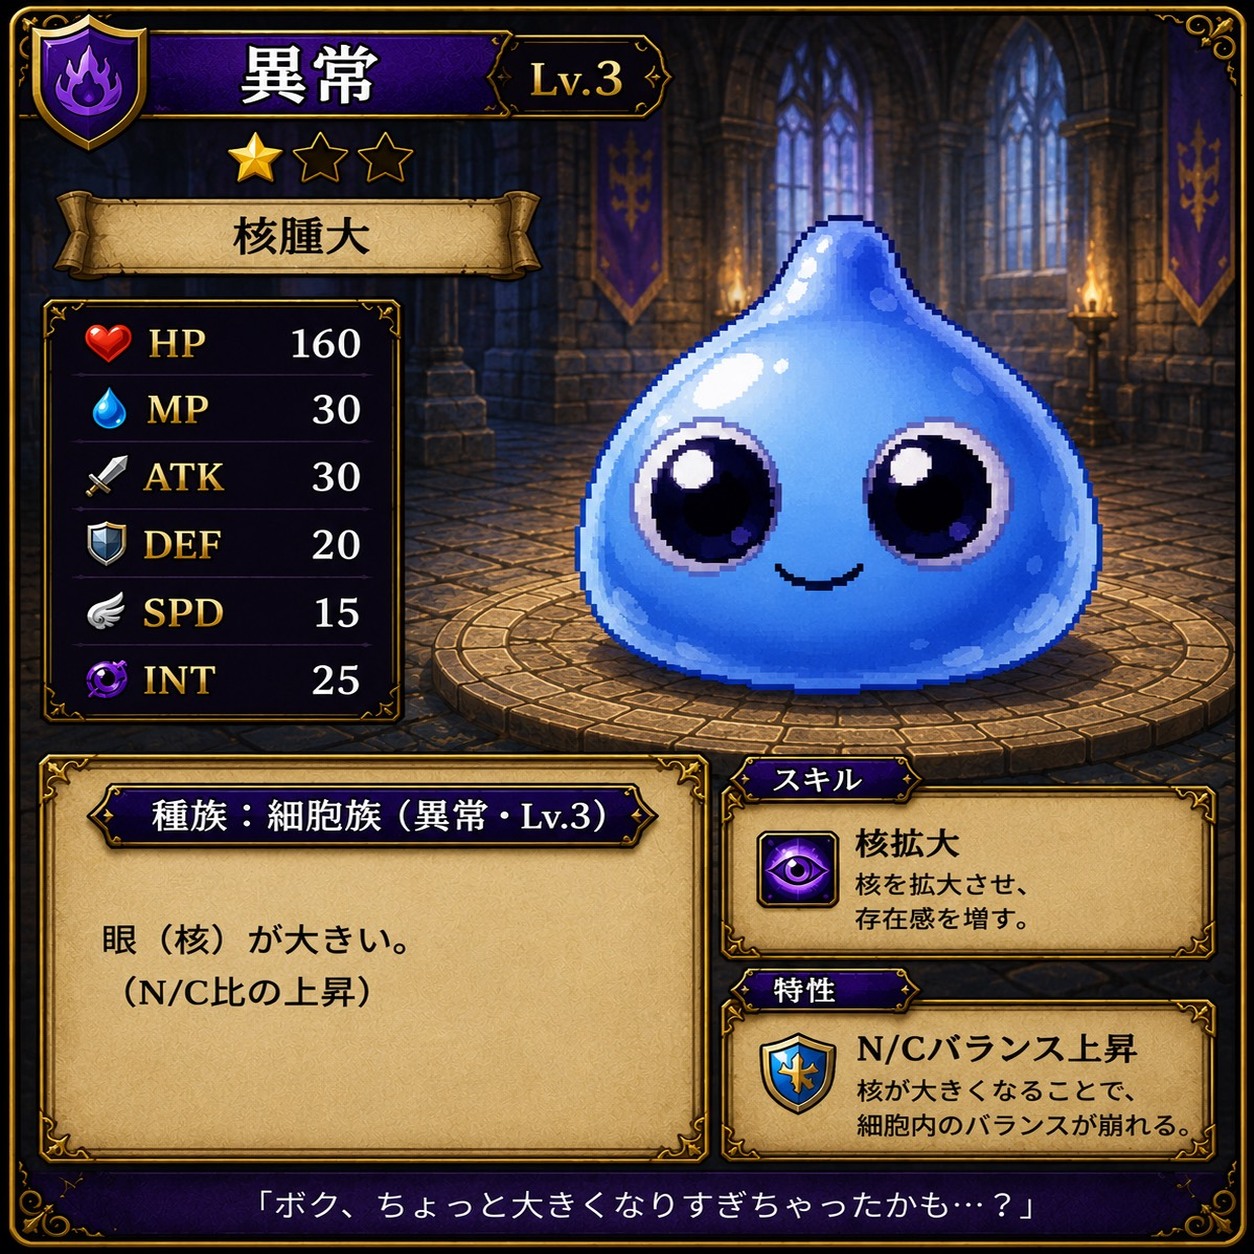 異常
Lv.3
核腫大
HP 160
MP 30
ATK 30
DEF 20
SPD 15
INT 25
種族：細胞族（異常・Lv.3）
眼（核）が大きい。
（N/C比の上昇）
スキル
核拡大
核を拡大させ、
存在感を増す。
特性
N/Cバランス上昇
核が大きくなることで、
細胞内のバランスが崩れる。
「ボク、ちょっと大きくなりすぎちゃったかも…？」